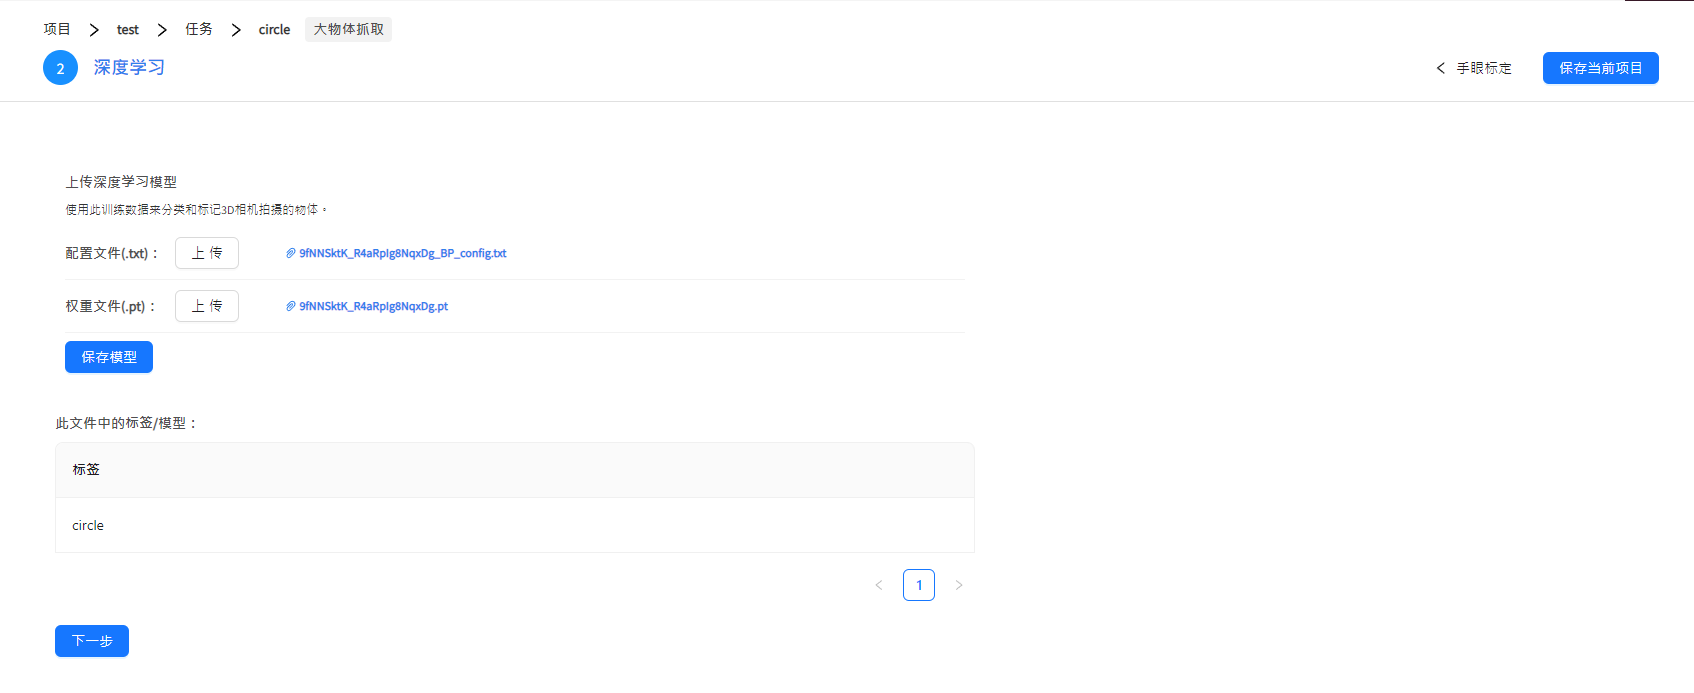 项目 > test > 任务 > circle 大物体抓取
2 深度学习
< 手眼标定 保存当前项目
上传深度学习模型
使用此训练数据来分类和标记3D相机拍摄的物体。
配置文件(.txt)： 上 传 9fNNSktK_R4aRpIg8NqxDg_BP_config.txt
权重文件(.pt)： 上 传 9fNNSktK_R4aRpIg8NqxDg.pt
保存模型
此文件中的标签/模型：
标签
circle
< 1 >
下一步